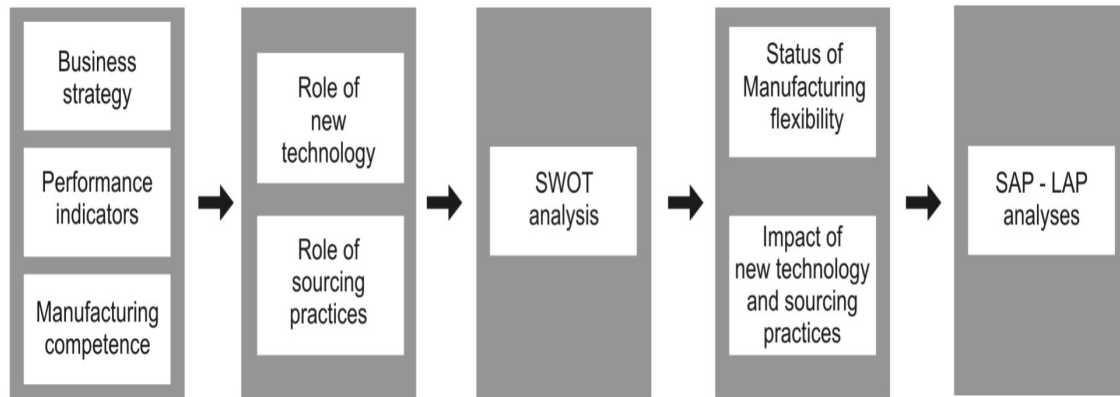 Business
strategy
Performance
indicators
Manufacturing
competence
Role of
new
technology
Role of
sourcing
practices
SWOT
analysis
Status of
Manufacturing
flexibility
Impact of
new technology
and sourcing
practices
SAP - LAP
analyses